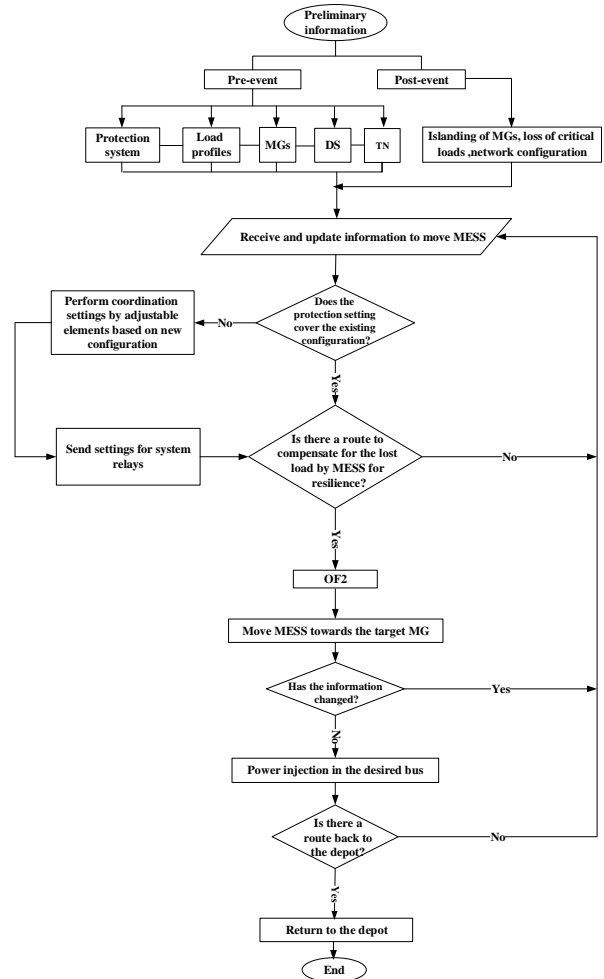 Preliminary
information
Pre-event
Post-event
Protection
system
Load
profiles
MGs
DS
TN
Islanding of MGs, loss of critical
loads ,network configuration
Receive and update information to move MESS
Does the
protection setting
cover the existing
configuration?
No
Perform coordination
settings by adjustable
elements based on new
configuration
Yes
Send settings for system
relays
Is there a route to
compensate for the lost
load by MESS for
resilience?
No
Yes
OF2
Move MESS towards the target MG
Has the information
changed?
Yes
No
Power injection in the desired bus
Is there a
route back to
the depot?
No
Yes
Return to the depot
End